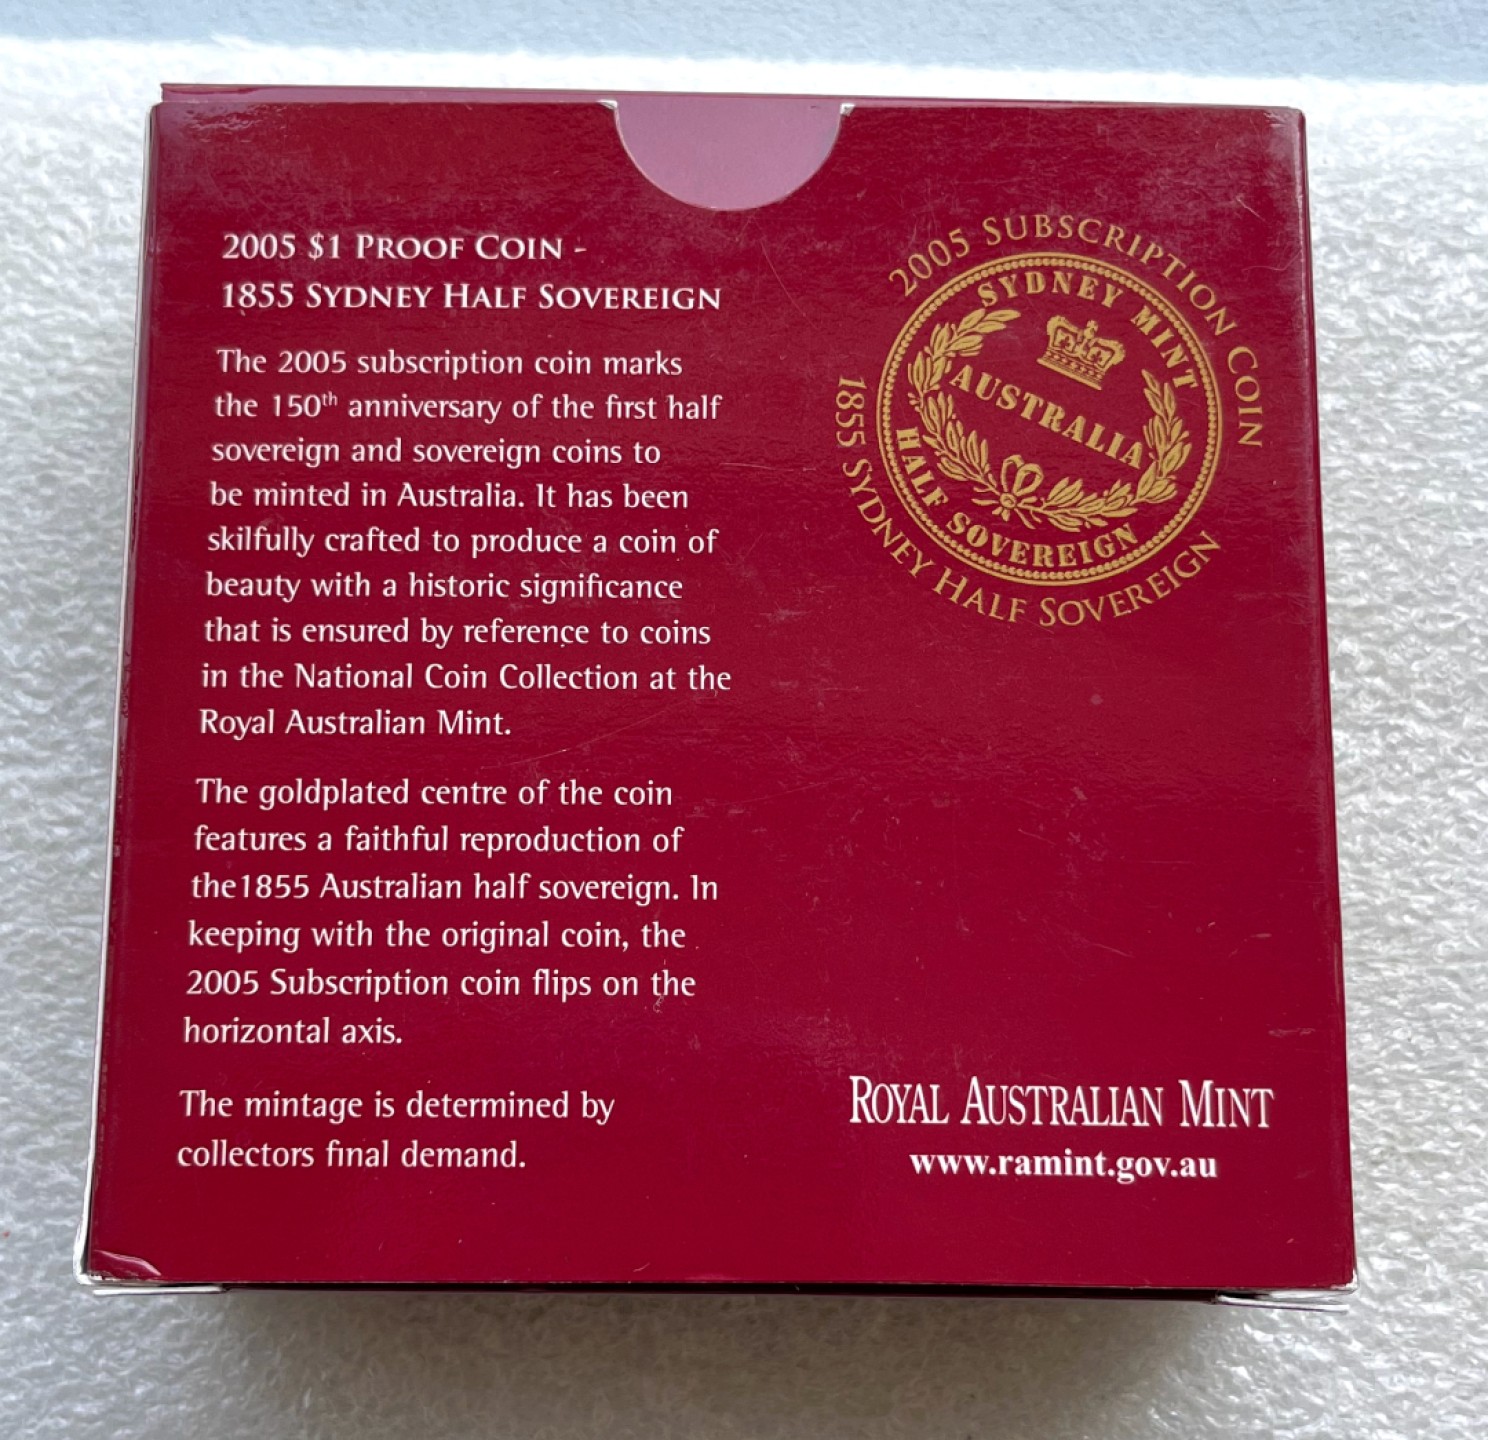 2005 $1 PROOF COIN -
1855 SYDNEY HALF SOVEREIGN
The 2005 subscription coin marks
the 150th anniversary of the first half
sovereign and sovereign coins to
be minted in Australia. It has been
skilfully crafted to produce a coin of
beauty with a historic significance
that is ensured by reference to coins
in the National Coin Collection at the
Royal Australian Mint.
The goldplated centre of the coin
features a faithful reproduction of
the1855 Australian half sovereign. In
keeping with the original coin, the
2005 Subscription coin flips on the
horizontal axis.
The mintage is determined by
collectors final demand.
2005 SUBSCRIPTION COIN
1855 SYDNEY HALF SOVEREIGN
SYDNEY MINT
AUSTRALIA
HALF SOVEREIGN
ROYAL AUSTRALIAN MINT
www.ramint.gov.au